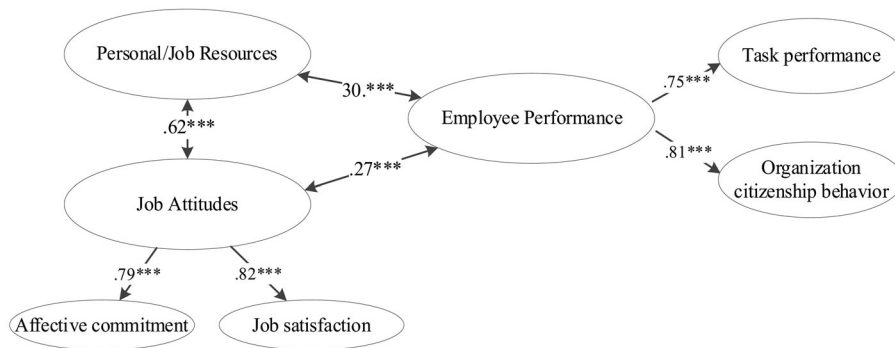 Personal/Job Resources
Task performance
.75***
30.***
Employee Performance
.62***
.81***
.27***
Organization
citizenship behavior
Job Attitudes
.79***
.82***
Affective commitment
Job satisfaction